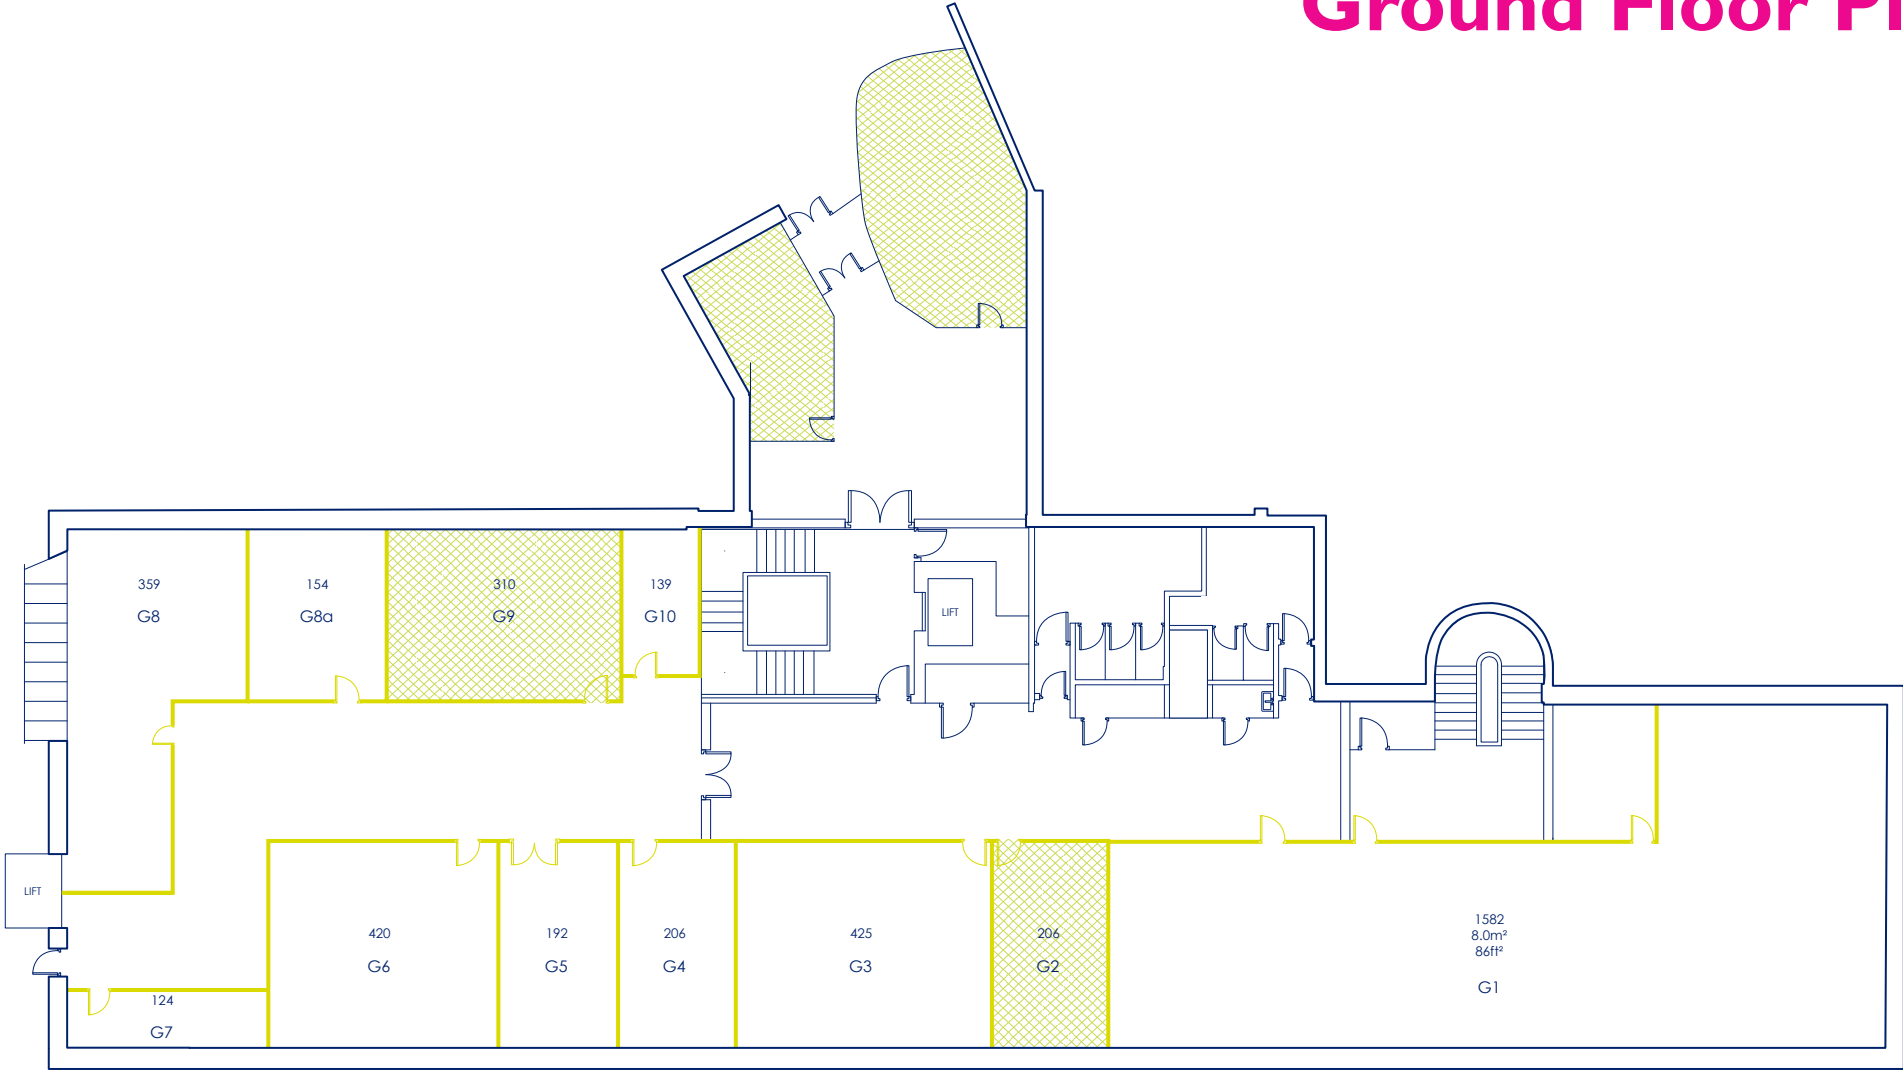 Ground Floor Pl
359
G8
154
G8a
310
G9
139
G10
LIFT
LIFT
420
G6
192
G5
206
G4
425
G3
206
G2
1582
8.0m²
86ft²
G1
124
G7